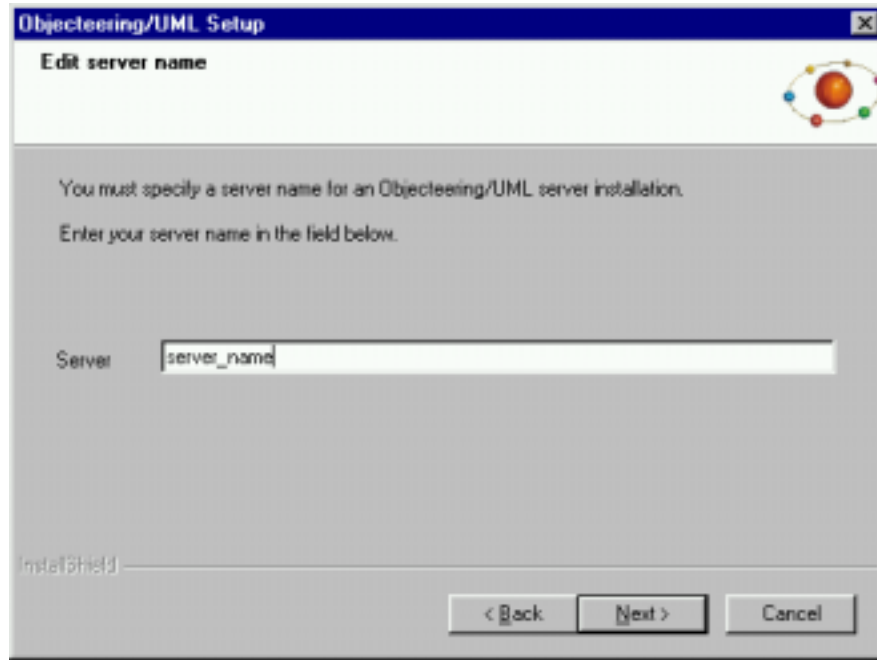 Objecteering/UML Setup
Edit server name
You must specify a server name for an Objecteering/UML server installation.
Enter your server name in the field below.
Server server_name
InstallShield
< Back Next > Cancel